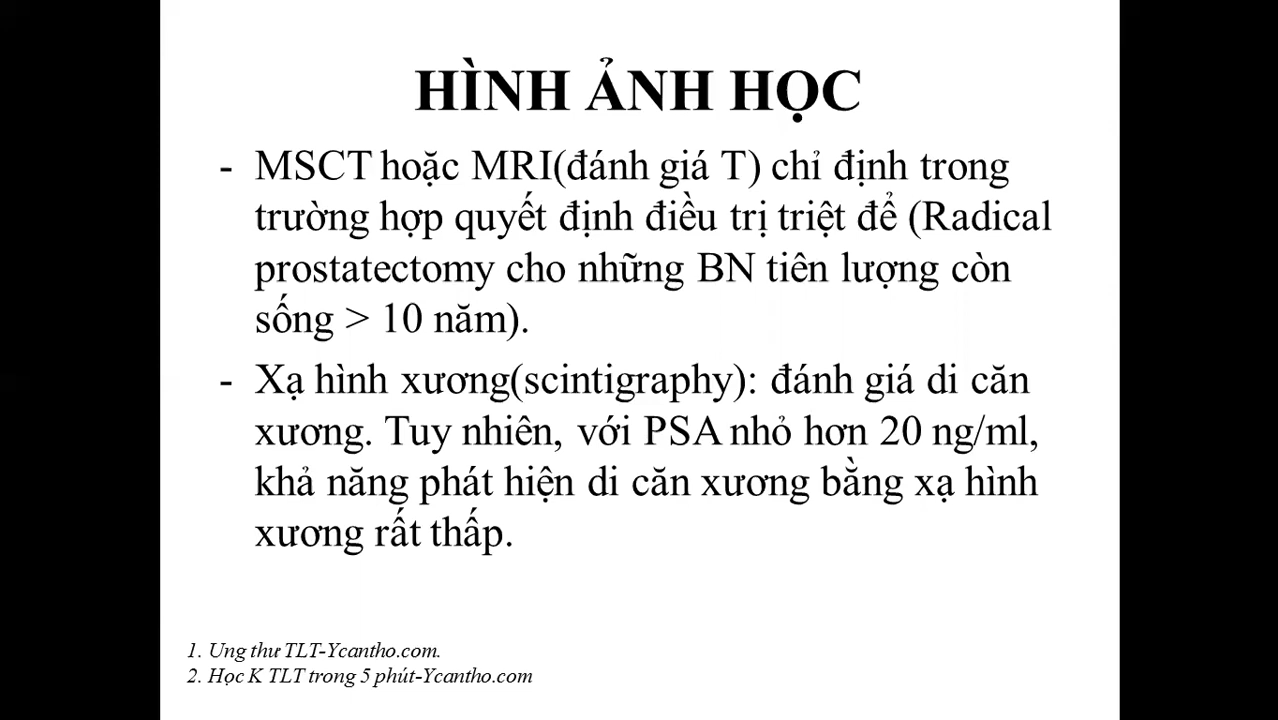 HÌNH ẢNH HỌC
- MSCT hoặc MRI(đánh giá T) chỉ định trong
trường hợp quyết định điều trị triệt để (Radical
prostatectomy cho những BN tiên lượng còn
sống > 10 năm).
- Xạ hình xương(scintigraphy): đánh giá di căn
xương. Tuy nhiên, với PSA nhỏ hơn 20 ng/ml,
khả năng phát hiện di căn xương bằng xạ hình
xương rất thấp.
1. Ung thư TLT-Ycantho.com.
2. Học K TLT trong 5 phút-Ycantho.com